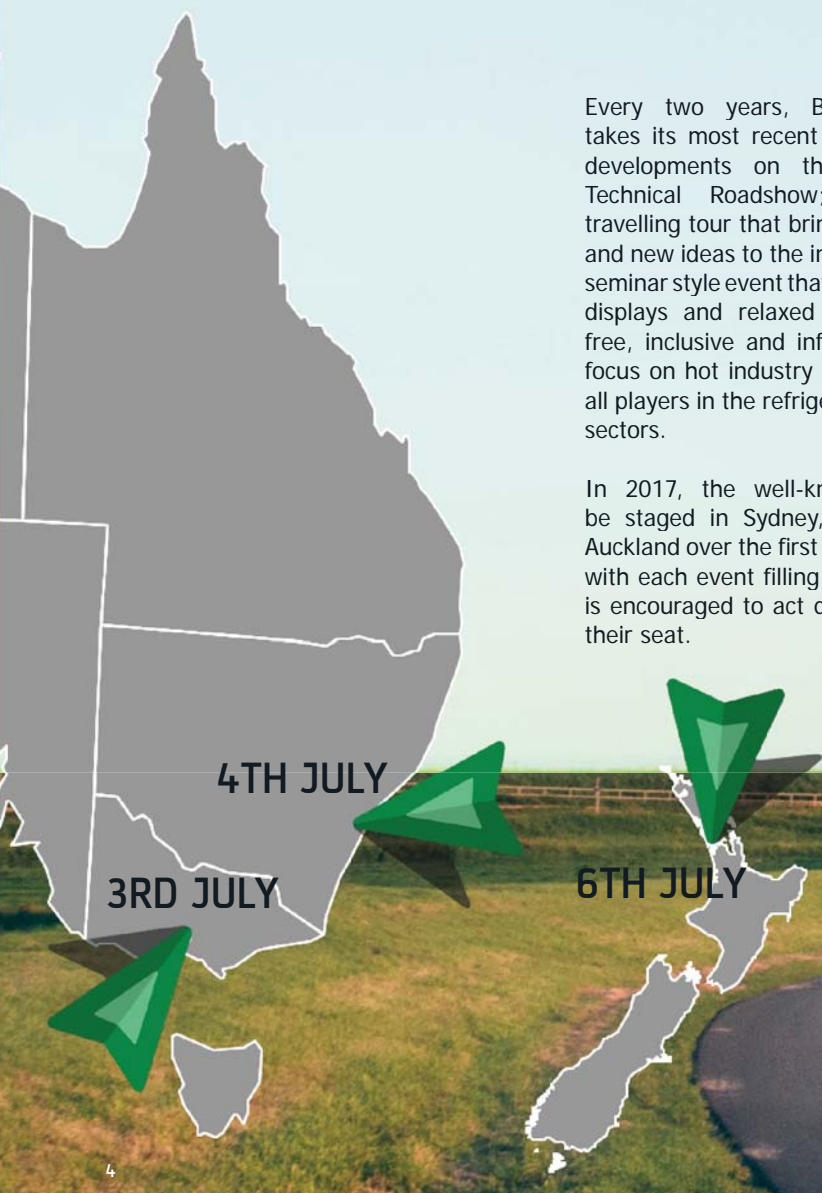 Every two years, B
takes its most recent
developments on th
Technical Roadshow;
travelling tour that brin
and new ideas to the in
seminar style event that
displays and relaxed
free, inclusive and inf
focus on hot industry
all players in the refrige
sectors.
In 2017, the well-kn
be staged in Sydney,
Auckland over the first
with each event filling
is encouraged to act
their seat.
4TH JULY
3RD JULY
6TH JULY
4